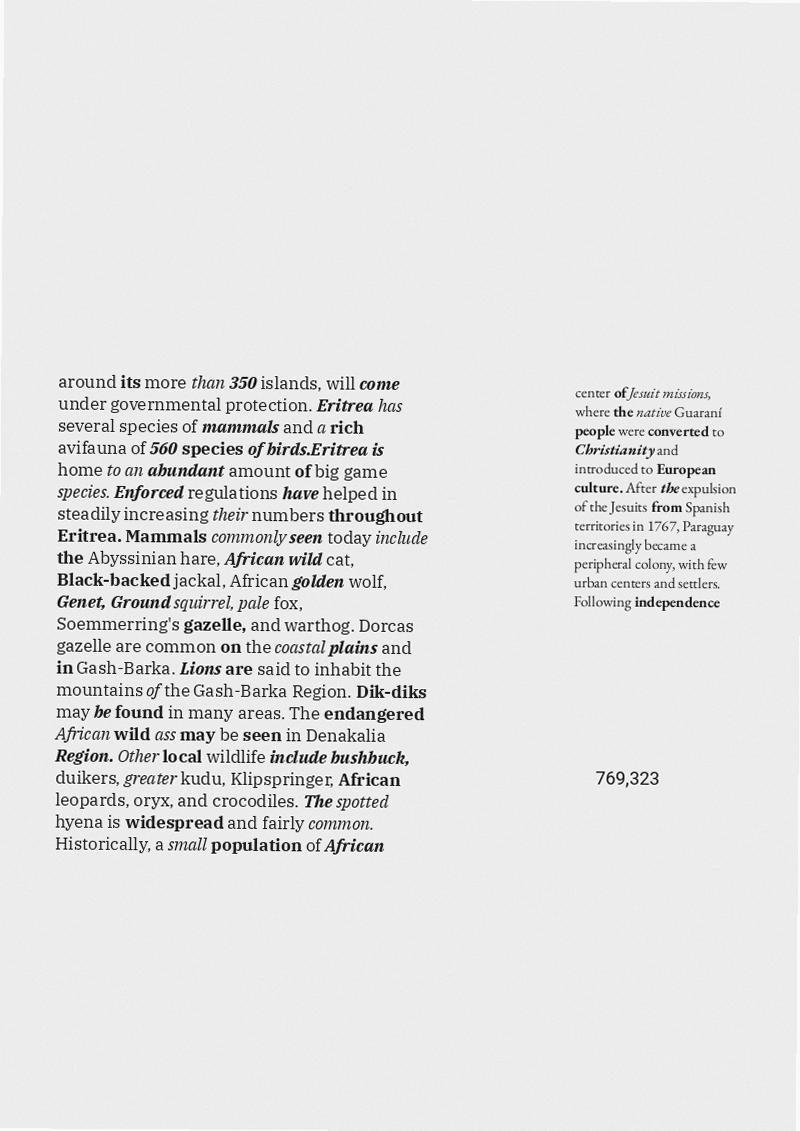 around its more than 350 islands, will come
under governmental protection. Eritrea has
several species of mammals and a rich
avifauna of 560 species of birds.Eritrea is
home to an abundant amount of big game
species. Enforced regulations have helped in
steadily increasing their numbers throughout
Eritrea. Mammals commonly seen today include
the Abyssinian hare, African wild cat,
Black-backed jackal, African golden wolf,
Genet, Ground squirrel, pale fox,
Soemmerring's gazelle, and warthog. Dorcas
gazelle are common on the coastal plains and
in Gash-Barka. Lions are said to inhabit the
mountains of the Gash-Barka Region. Dik-diks
may be found in many areas. The endangered
African wild ass may be seen in Denakalia
Region. Other local wildlife include bushbuck,
duikers, greater kudu, Klipspringer, African
leopards, oryx, and crocodiles. The spotted
hyena is widespread and fairly common.
Historically, a small population of African
center of Jesuit missions,
where the native Guaraní
people were converted to
Christianity and
introduced to European
culture. After the expulsion
of the Jesuits from Spanish
territories in 1767, Paraguay
increasingly became a
peripheral colony, with few
urban centers and settlers.
Following independence
769,323